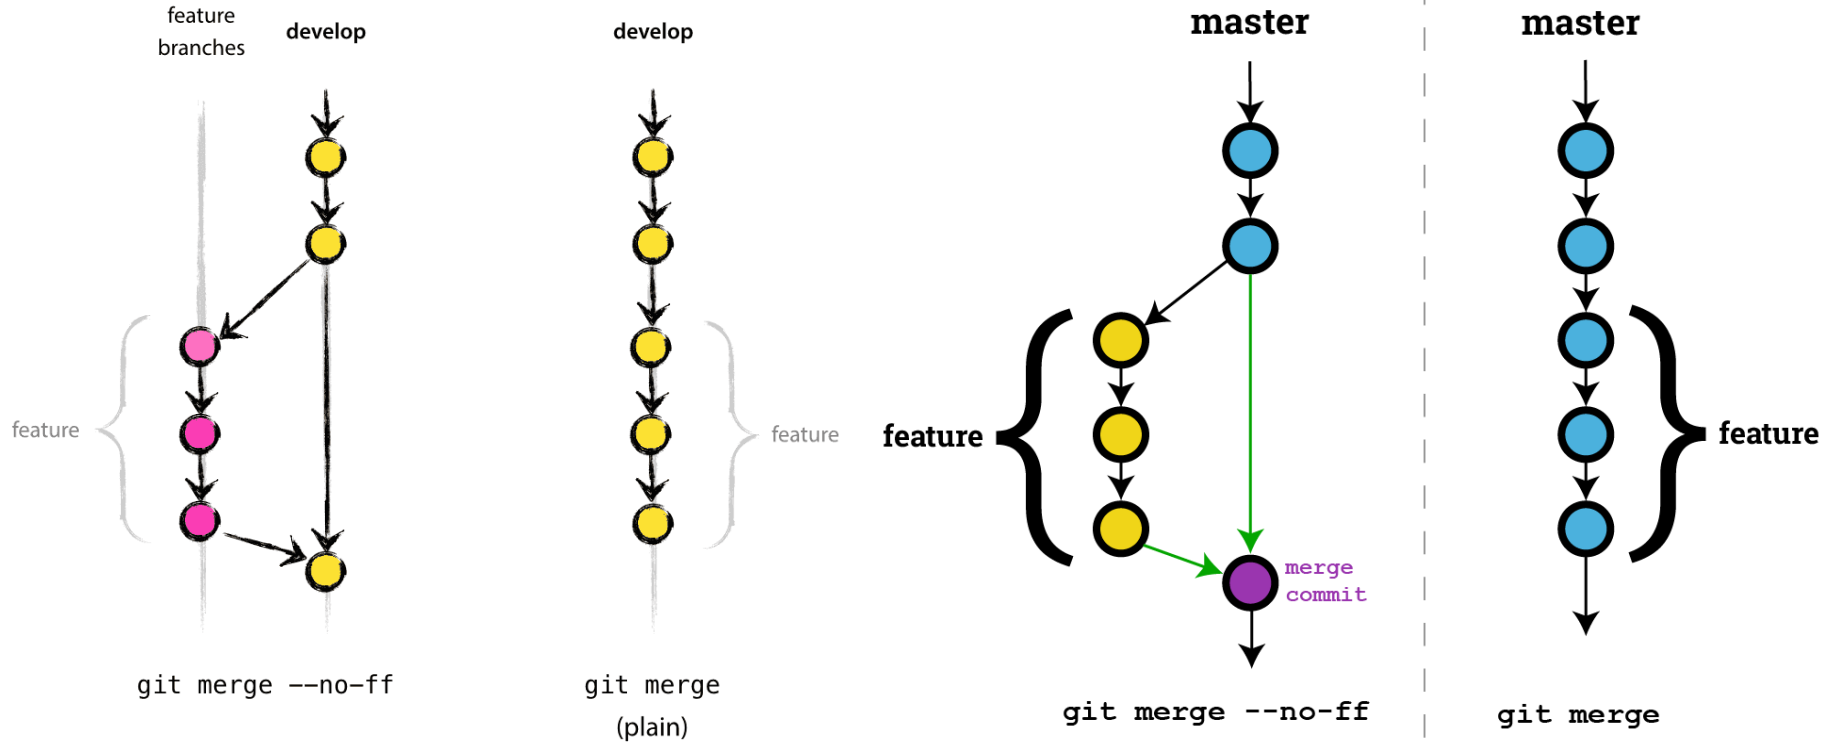 feature
branches
develop
feature
git merge --no-ff
develop
feature
git merge
(plain)
master
feature
merge
commit
git merge --no-ff
master
feature
git merge